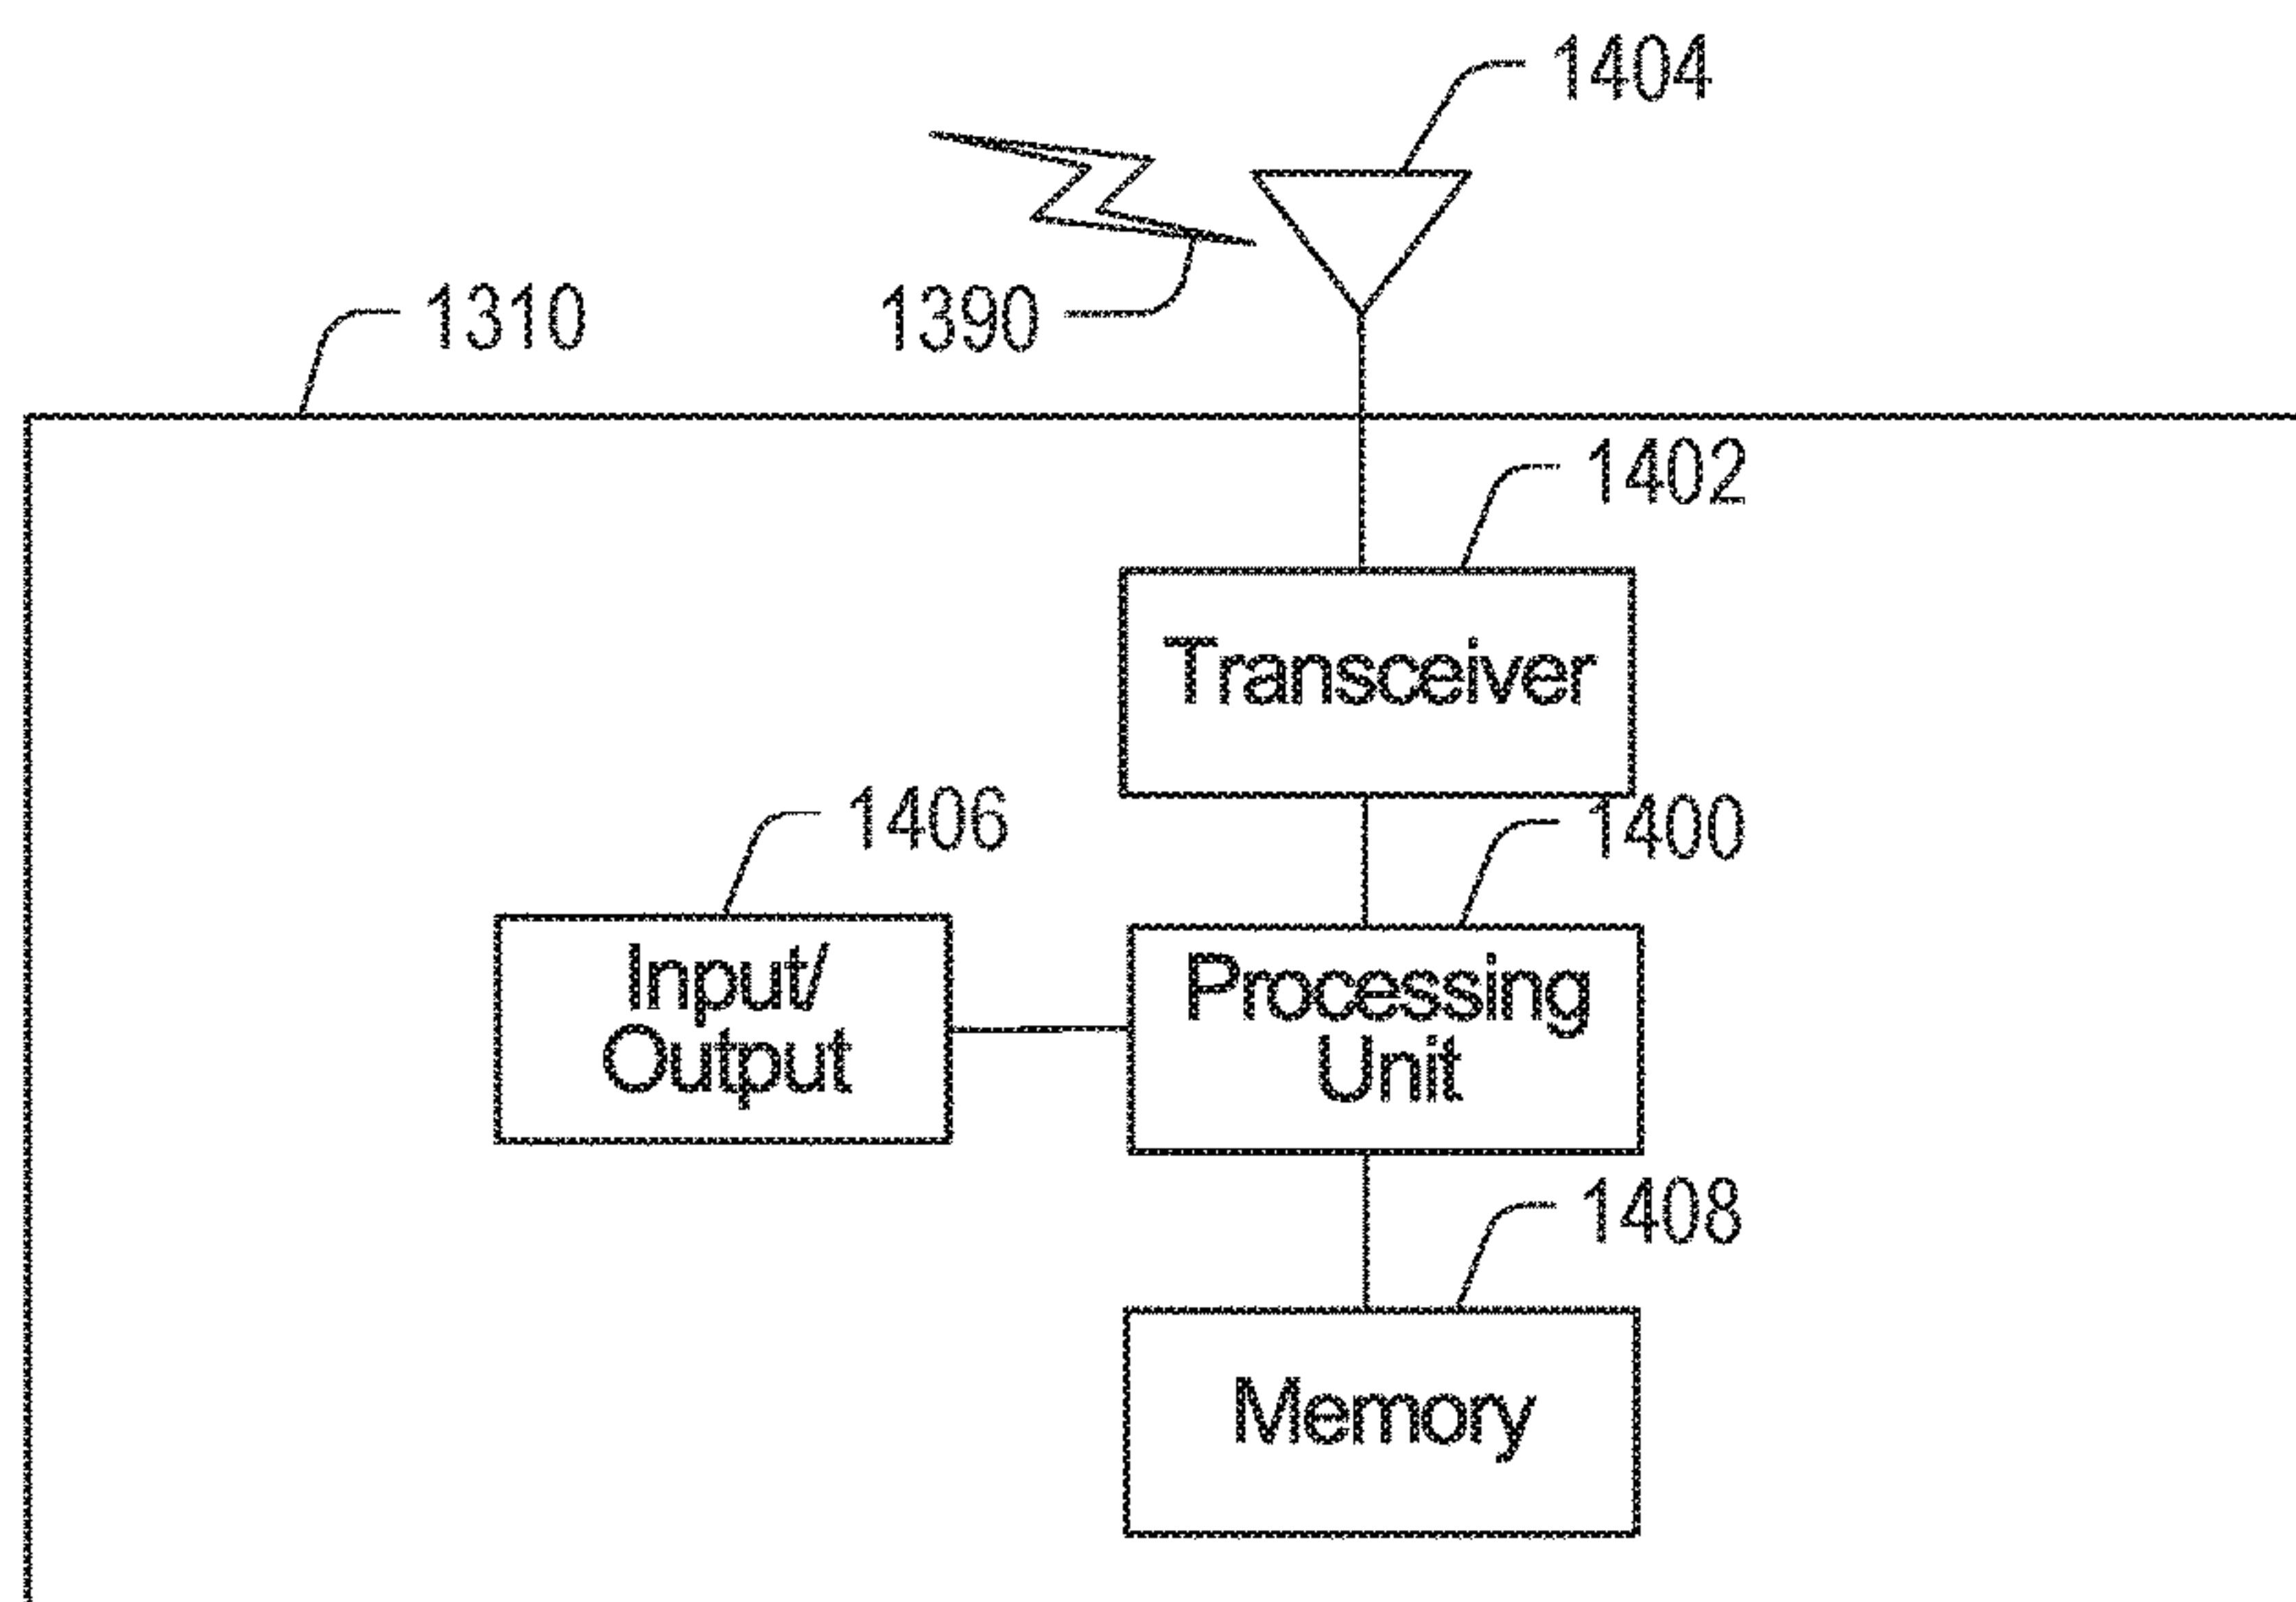 1404
1390
1310
1402
Transceiver
1406
1400
Input/
Output
Processing
Unit
1408
Memory